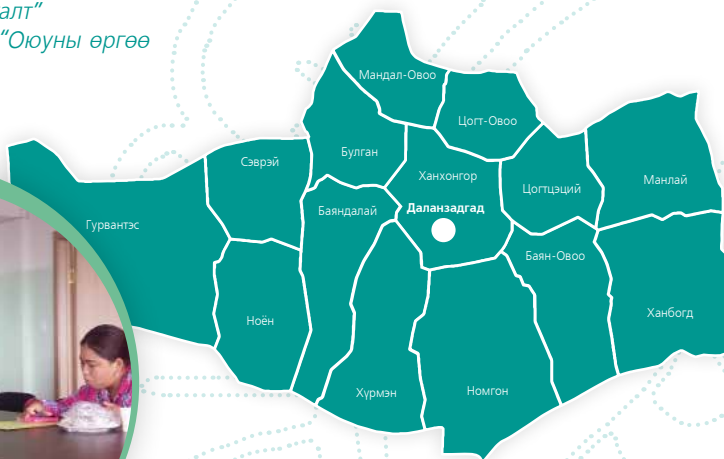 алт”
“Оюуны өргөө
Мандал-Овоо
Цогт-Овоо
Булган
Сэврэй
Ханхонгор
Цогтцэций
Манлай
Баяндалай
Даланзадгад
Гурвантэс
Баян-Овоо
Ноён
Ханбогд
Хүрмэн
Номгон